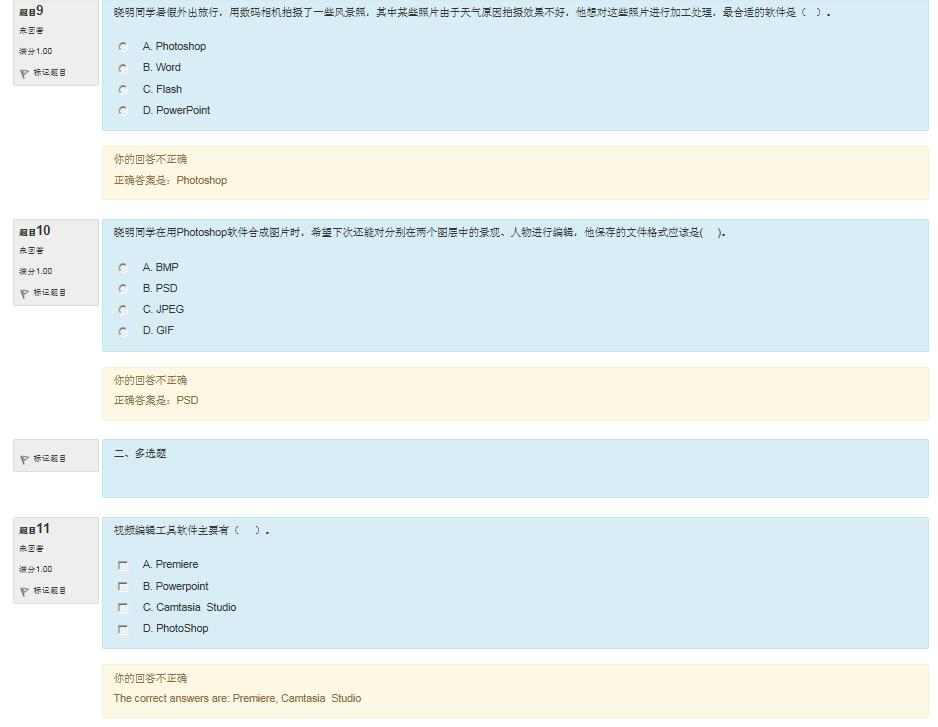 题目9
未回答
满分1.00
标记题目
晓明同学暑假外出旅行，用数码相机拍摄了一些风景照，其中某些照片由于天气原因拍摄效果不好，他想对这些照片进行加工处理，最合适的软件是（　）。
A. Photoshop
B. Word
C. Flash
D. PowerPoint
你的回答不正确
正确答案是：Photoshop
题目10
未回答
满分1.00
标记题目
晓明同学在用Photoshop软件合成图片时，希望下次还能对分别在两个图层中的景观、人物进行编辑，他保存的文件格式应该是(　 )。
A. BMP
B. PSD
C. JPEG
D. GIF
你的回答不正确
正确答案是：PSD
标记题目
二、多选题
题目11
未回答
满分1.00
标记题目
视频编辑工具软件主要有（　 ）。
A. Premiere
B. Powerpoint
C. Camtasia  Studio
D. PhotoShop
你的回答不正确
The correct answers are: Premiere, Camtasia  Studio